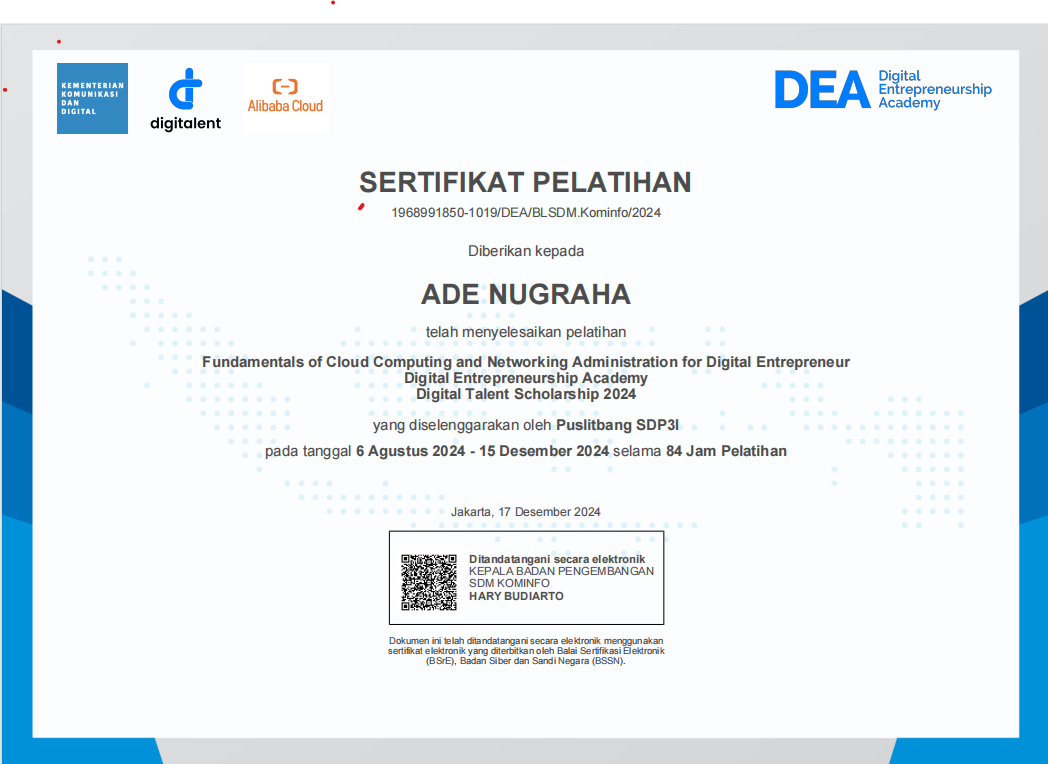 KEMENTERIAN
KOMUNIKASI
DAN
DIGITAL
digitalent
Alibaba Cloud
DEA
Digital
Entrepreneurship
Academy
SERTIFIKAT PELATIHAN
1968991850-1019/DEA/BLSDM.Kominfo/2024
Diberikan kepada
ADE NUGRAHA
telah menyelesaikan pelatihan
Fundamentals of Cloud Computing and Networking Administration for Digital Entrepreneur
Digital Entrepreneurship Academy
Digital Talent Scholarship 2024
yang diselenggarakan oleh Puslitbang SDP3I
pada tanggal 6 Agustus 2024 - 15 Desember 2024 selama 84 Jam Pelatihan
Jakarta, 17 Desember 2024
Ditandatangani secara elektronik
KEPALA BADAN PENGEMBANGAN
SDM KOMINFO
HARY BUDIARTO
Dokumen ini telah ditandatangani secara elektronik menggunakan
sertifikat elektronik yang diterbitkan oleh Balai Sertifikasi Elektronik
(BSrE), Badan Siber dan Sandi Negara (BSSN).